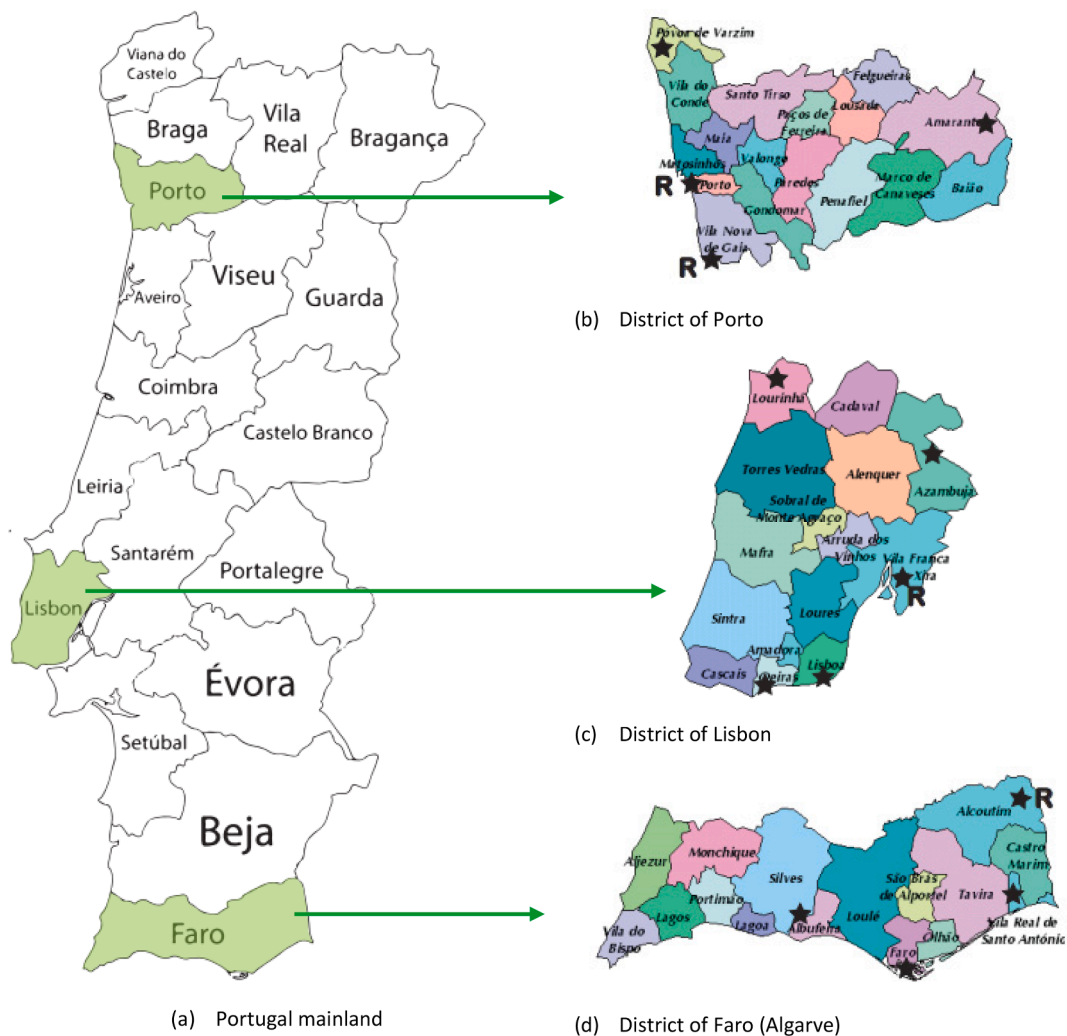 Viana do
Castelo
Braga
Vila
Real
Bragança
Porto
Aveiro
Viseu
Guarda
Coimbra
Castelo Branco
Leiria
Santarém
Portalegre
Lisbon
Évora
Setúbal
Beja
Faro
(a) Portugal mainland
Póvoa de Varzim
Vila do
Conde
Santo Tirso
Felgueiras
Paços de
Ferreira
Lousada
Amarante
Maia
Matosinhos
Valongo
R
Porto
Paredes
Penafiel
Marco de
Canaveses
Baião
Gondomar
Vila Nova
de Gaia
R
(b) District of Porto
Lourinhã
Cadaval
Torres Vedras
Alenquer
Azambuja
Sobral de
Monte Agraço
Mafra
Arruda dos
Vinhos
Vila Franca
Xira
R
Sintra
Loures
Amadora
Cascais
Oeiras
Lisboa
(c) District of Lisbon
Alcoutim
R
Aljezur
Monchique
Silves
Castro
Marim
São Brás
de Alportel
Tavira
Portimão
Lagos
Lagoa
Albufeira
Loulé
Vila do
Bispo
Olhão
Faro
Vila Real de
Santo António
(d) District of Faro (Algarve)